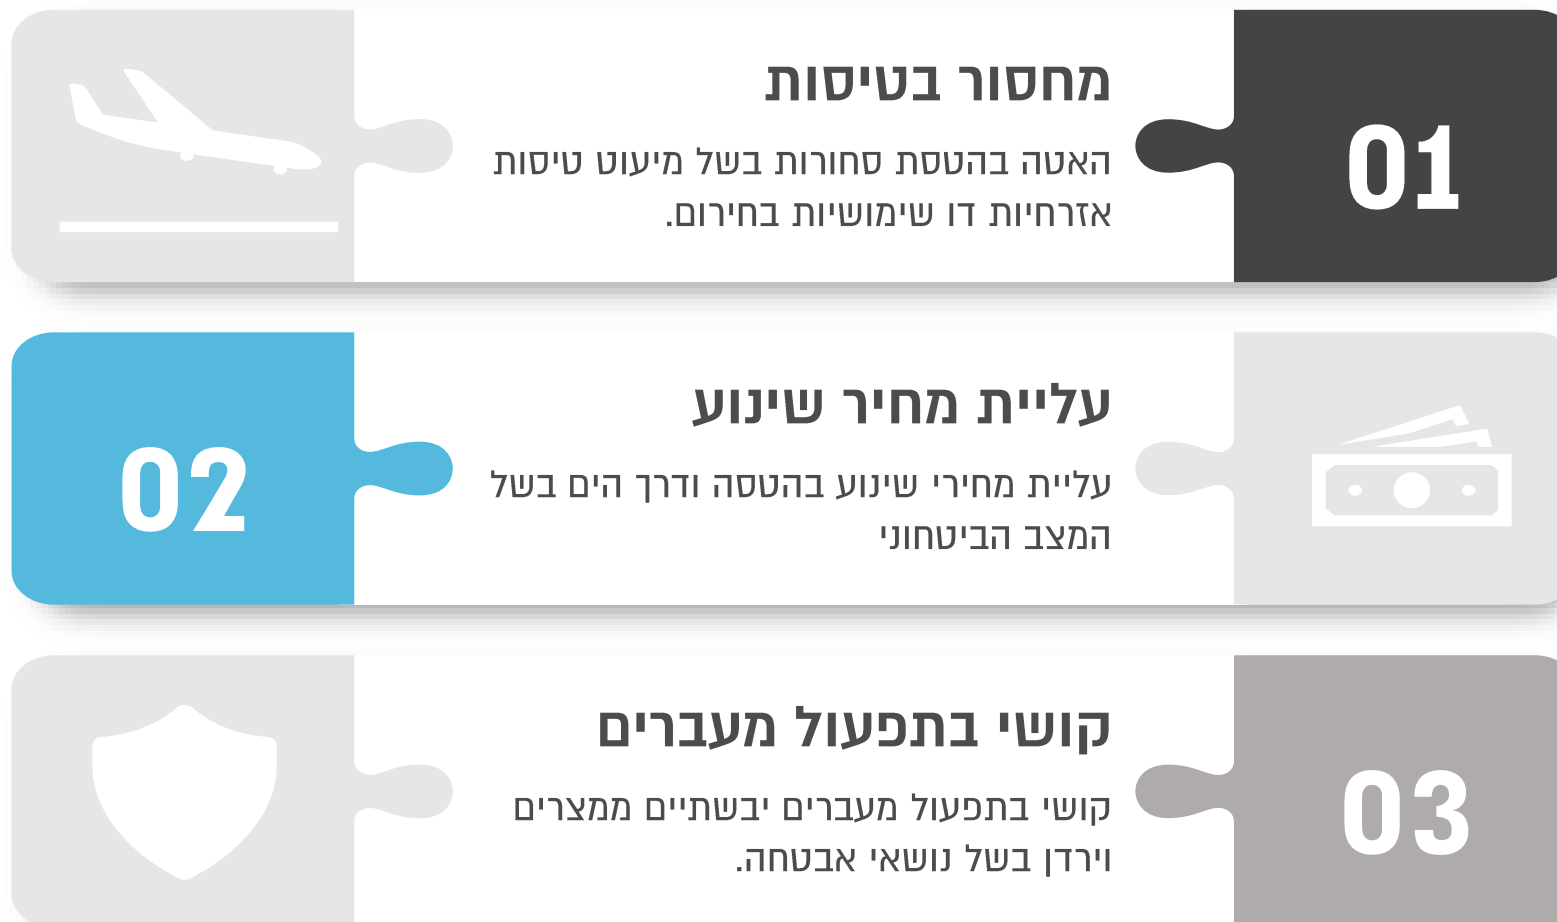 01
מחסור בטיסות
האטה בהטסת סחורות בשל מיעוט טיסות
אזרחיות דו שימושיות בחירום.
02
עליית מחיר שינוע
עליית מחירי שינוע בהטסה ודרך הים בשל
המצב הביטחוני
03
קושי בתפעול מעברים
קושי בתפעול מעברים יבשתיים ממצרים
וירדן בשל נושאי אבטחה.